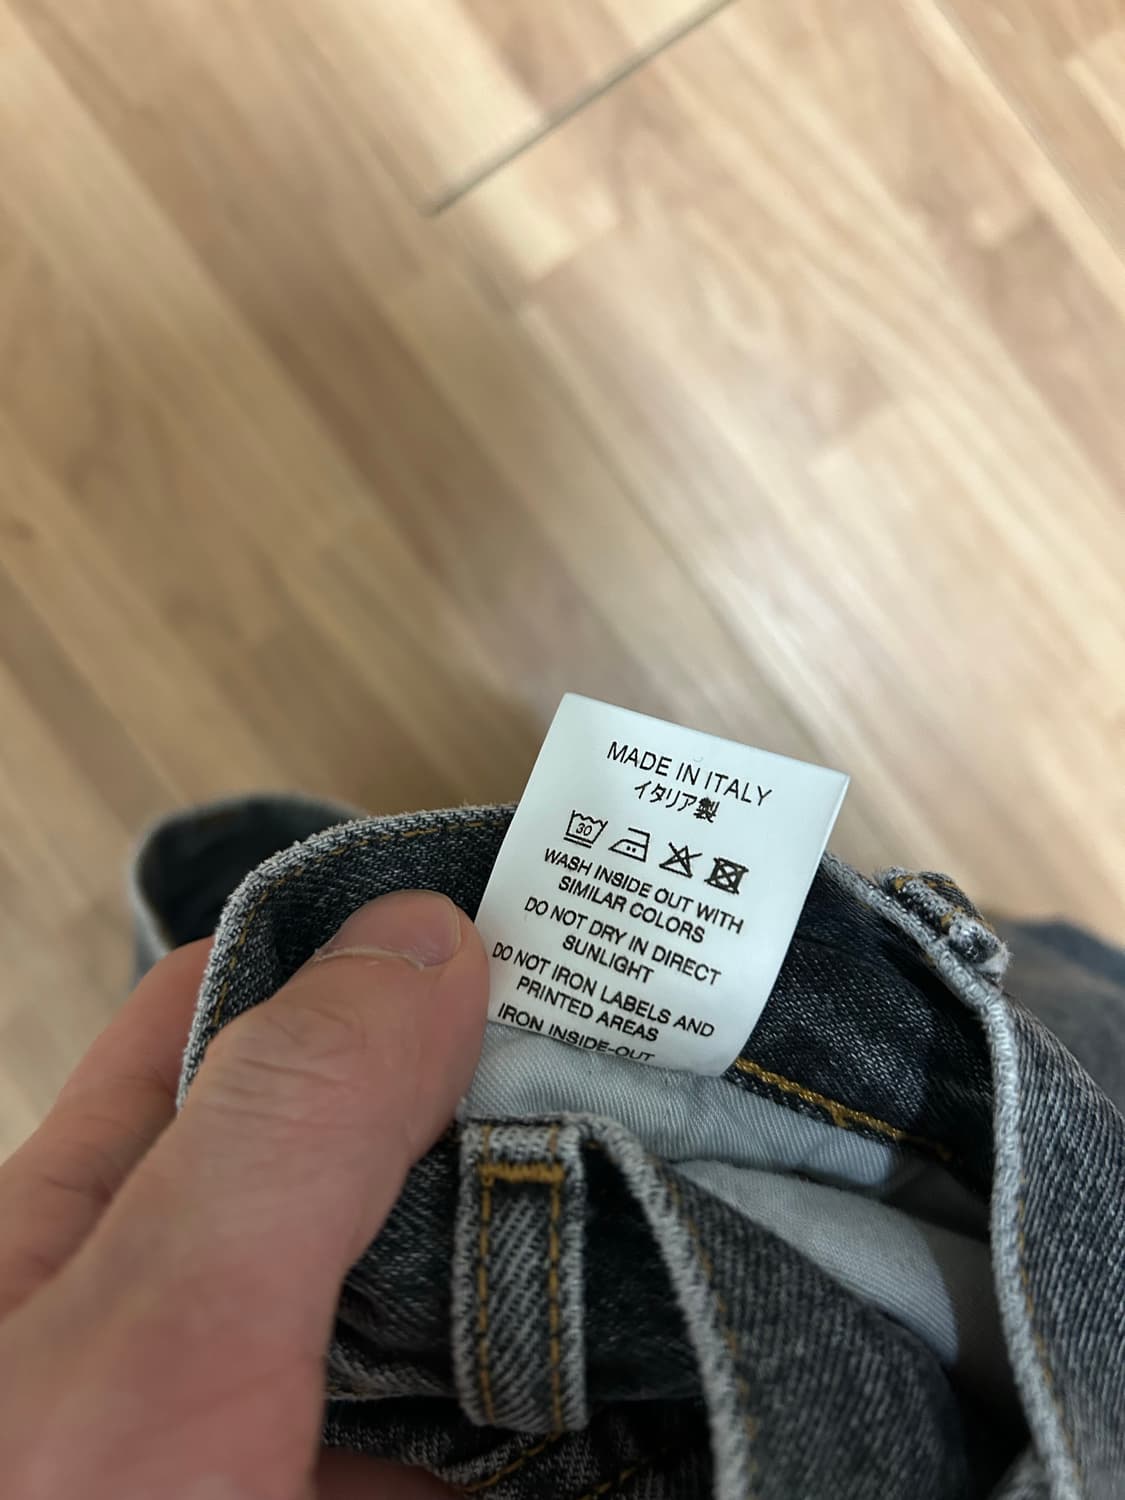 MADE IN ITALY
イタリア製
30
WASH INSIDE OUT WITH
SIMILAR COLORS
DO NOT DRY IN DIRECT
SUNLIGHT
DO NOT IRON LABELS AND
PRINTED AREAS
IRON INSIDE-OUT